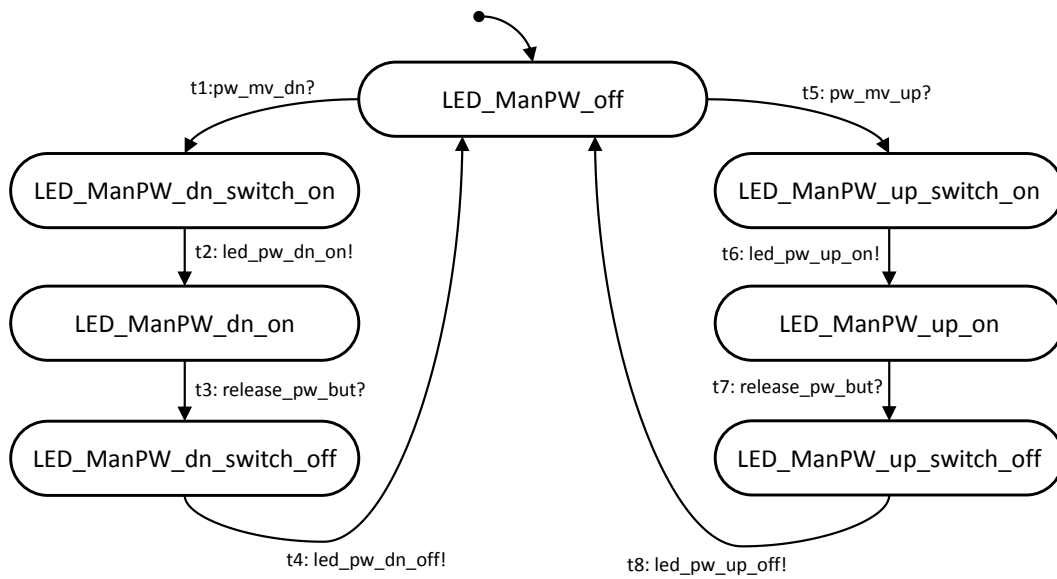 LED_ManPW_off
t1:pw_mv_dn?
t5: pw_mv_up?
LED_ManPW_dn_switch_on
LED_ManPW_up_switch_on
t2: led_pw_dn_on!
t6: led_pw_up_on!
LED_ManPW_dn_on
LED_ManPW_up_on
t3: release_pw_but?
t7: release_pw_but?
LED_ManPW_dn_switch_off
LED_ManPW_up_switch_off
t4: led_pw_dn_off!
t8: led_pw_up_off!